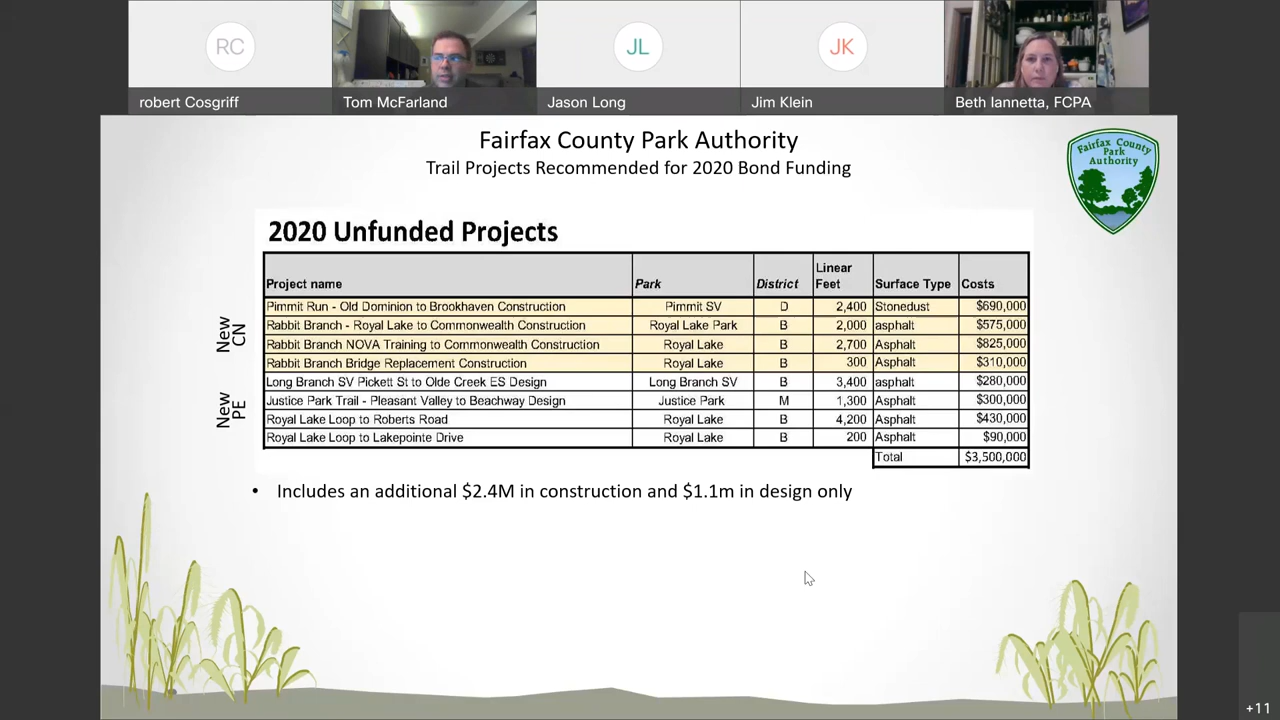 RC
JL
JK
robert Cosgriff
Tom McFarland
Jason Long
Jim Klein
Beth Iannetta, FCPA
Fairfax County Park Authority
Trail Projects Recommended for 2020 Bond Funding
Fairfax County
Park
Authority
2020 Unfunded Projects
Project name Park District Linear Feet Surface Type Costs
New CN
Pimmit Run - Old Dominion to Brookhaven Construction Pimmit SV D 2,400 Stonedust $690,000
Rabbit Branch - Royal Lake to Commonwealth Construction Royal Lake Park B 2,000 asphalt $575,000
Rabbit Branch NOVA Training to Commonwealth Construction Royal Lake B 2,700 Asphalt $825,000
Rabbit Branch Bridge Replacement Construction Royal Lake B 300 Asphalt $310,000
New PE
Long Branch SV Pickett St to Olde Creek ES Design Long Branch SV B 3,400 asphalt $280,000
Justice Park Trail - Pleasant Valley to Beachway Design Justice Park M 1,300 Asphalt $300,000
Royal Lake Loop to Roberts Road Royal Lake B 4,200 Asphalt $430,000
Royal Lake Loop to Lakepointe Drive Royal Lake B 200 Asphalt $90,000
Total $3,500,000
• Includes an additional $2.4M in construction and $1.1m in design only
+11